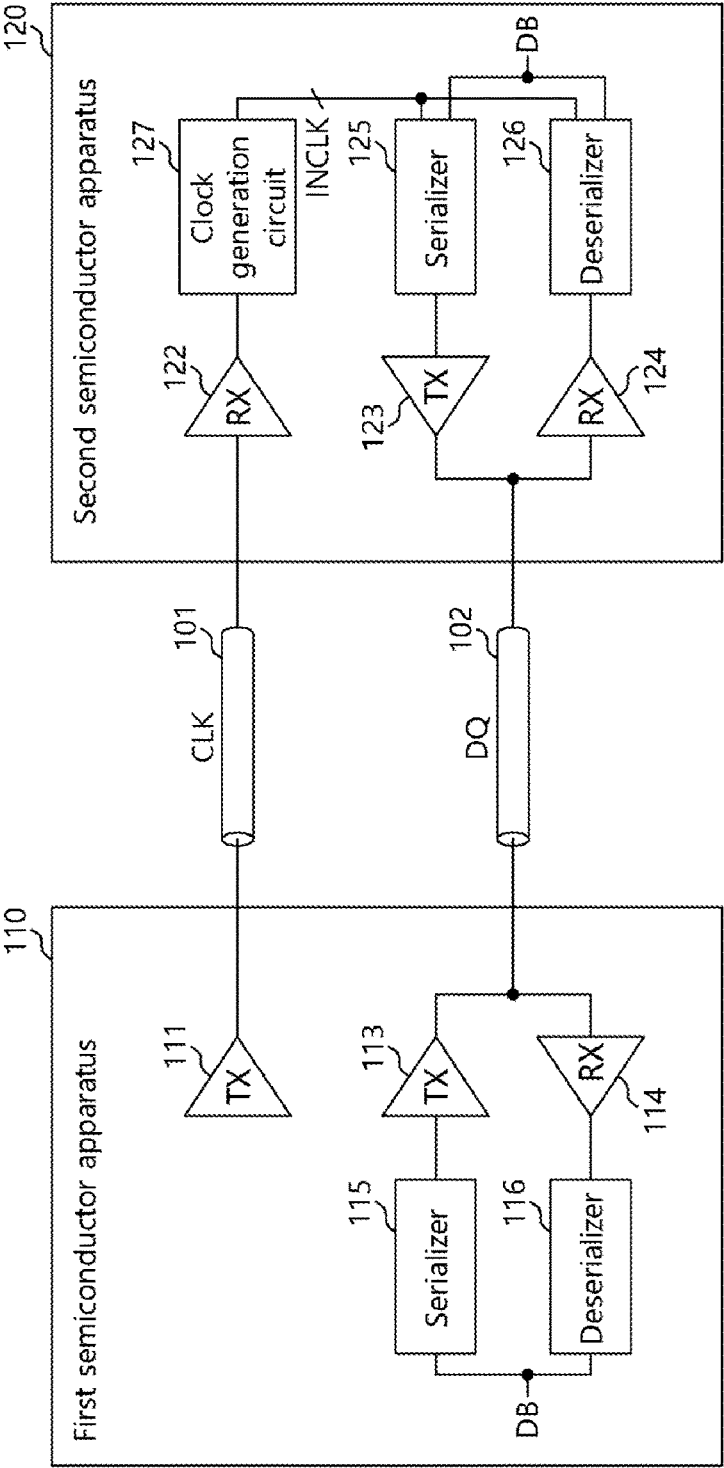 110
First semiconductor apparatus
111
TX
115
Serializer
113
TX
116
Deserializer
114
RX
DB
CLK
101
DQ
102
120
Second semiconductor apparatus
122
RX
127
Clock
generation
circuit
INCLK
123
TX
125
Serializer
124
RX
126
Deserializer
DB